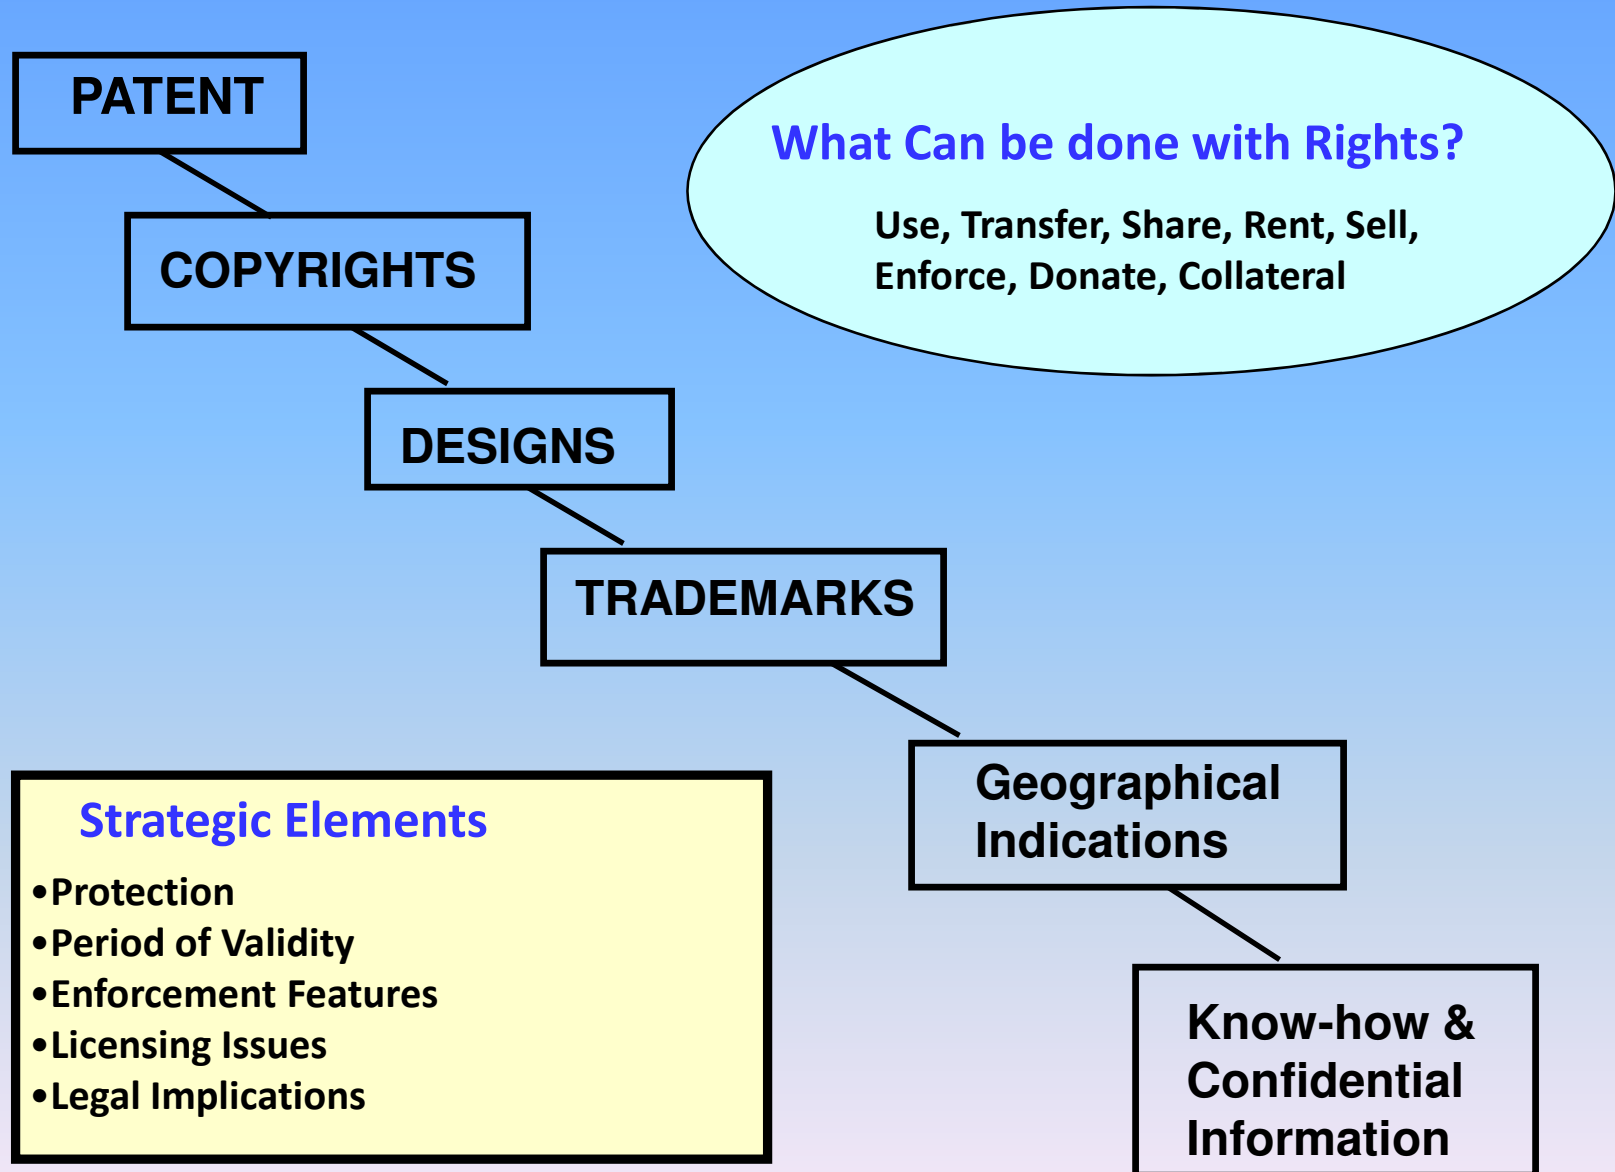 PATENT
What Can be done with Rights?
Use, Transfer, Share, Rent, Sell,
Enforce, Donate, Collateral
COPYRIGHTS
DESIGNS
TRADEMARKS
Geographical
Indications
Strategic Elements
•Protection
•Period of Validity
•Enforcement Features
•Licensing Issues
•Legal Implications
Know-how &
Confidential
Information